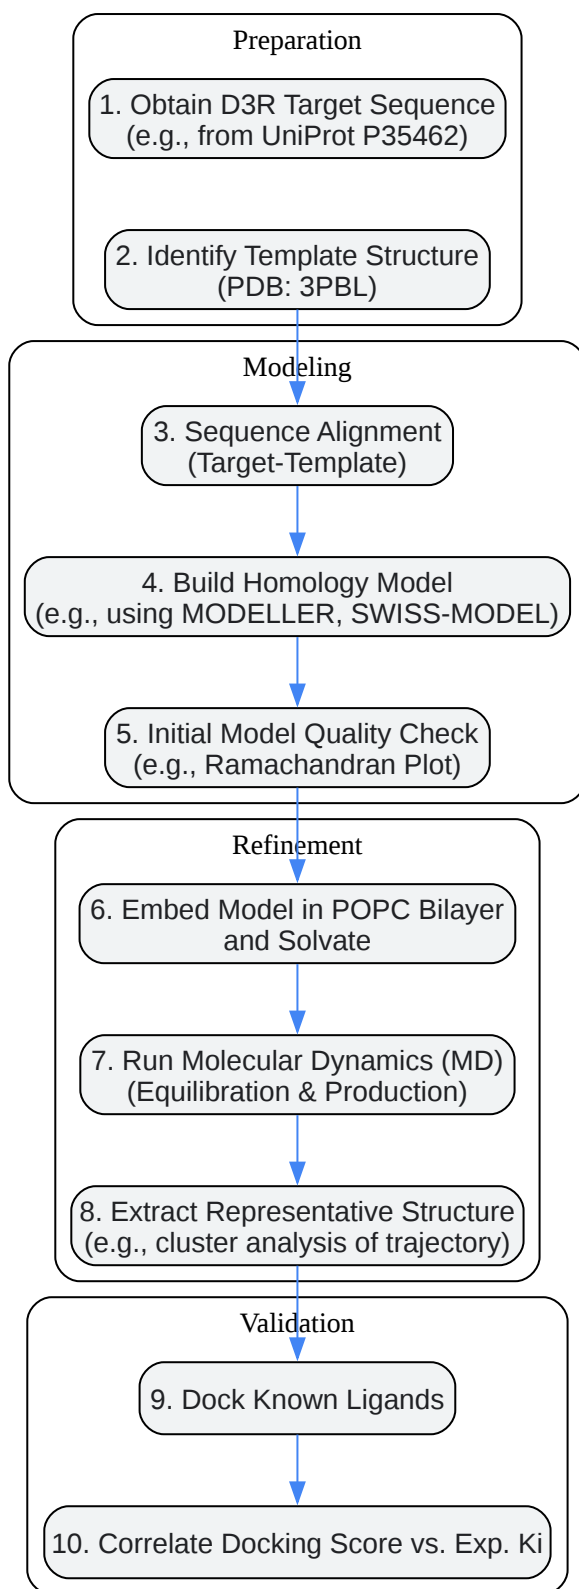 Preparation
1. Obtain D3R Target Sequence
(e.g., from UniProt P35462)
2. Identify Template Structure
(PDB: 3PBL)
Modeling
3. Sequence Alignment
(Target-Template)
4. Build Homology Model
(e.g., using MODELLER, SWISS-MODEL)
5. Initial Model Quality Check
(e.g., Ramachandran Plot)
Refinement
6. Embed Model in POPC Bilayer
and Solvate
7. Run Molecular Dynamics (MD)
(Equilibration & Production)
8. Extract Representative Structure
(e.g., cluster analysis of trajectory)
Validation
9. Dock Known Ligands
10. Correlate Docking Score vs. Exp. Ki